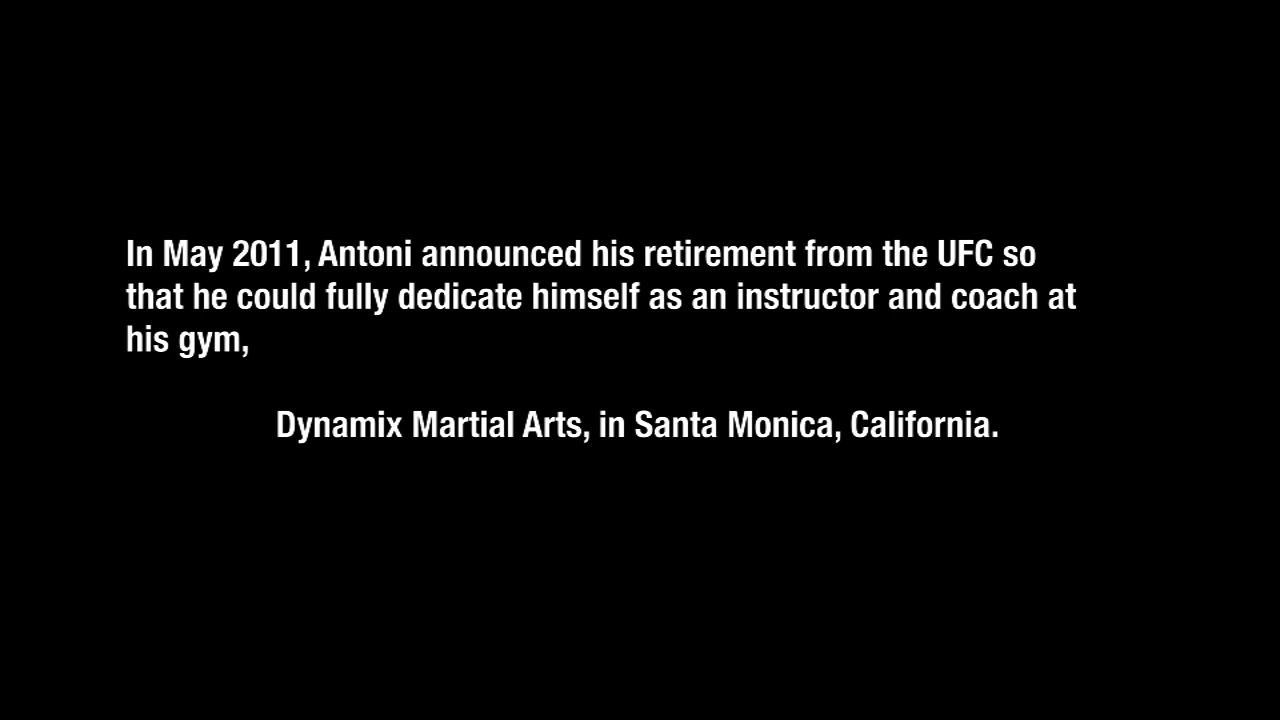 In May 2011, Antoni announced his retirement from the UFC so
that he could fully dedicate himself as an instructor and coach at
his gym,
Dynamix Martial Arts, in Santa Monica, California.